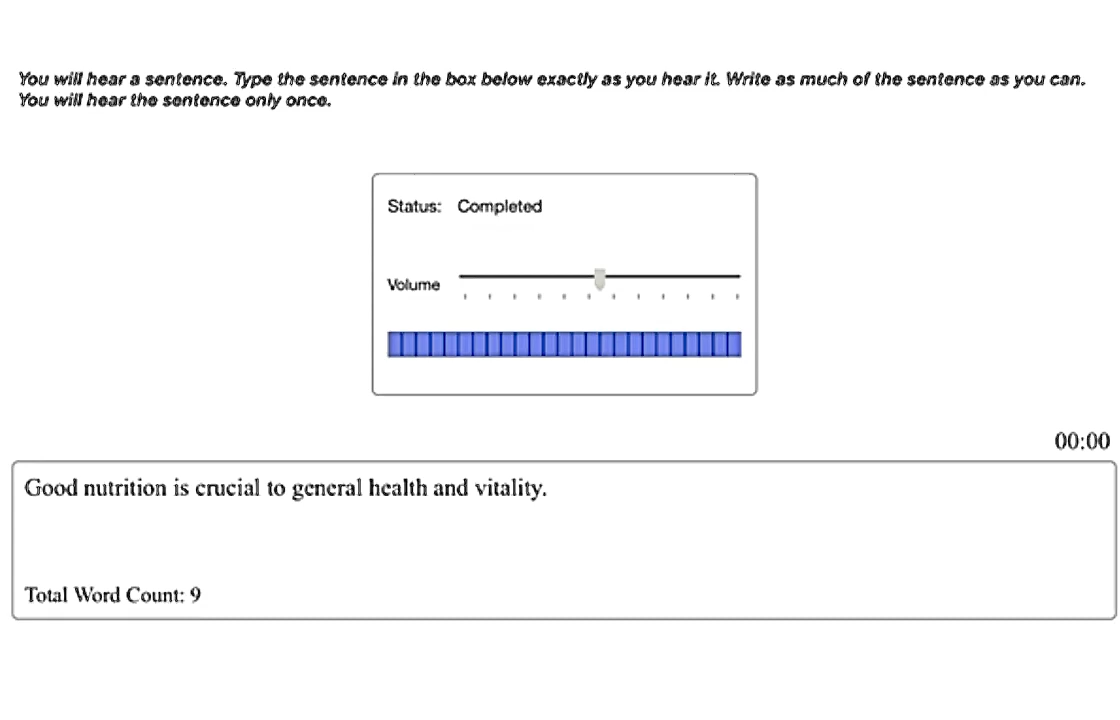 You will hear a sentence. Type the sentence in the box below exactly as you hear it. Write as much of the sentence as you can.
You will hear the sentence only once.
Status: Completed
Volume
00:00
Good nutrition is crucial to general health and vitality.
Total Word Count: 9